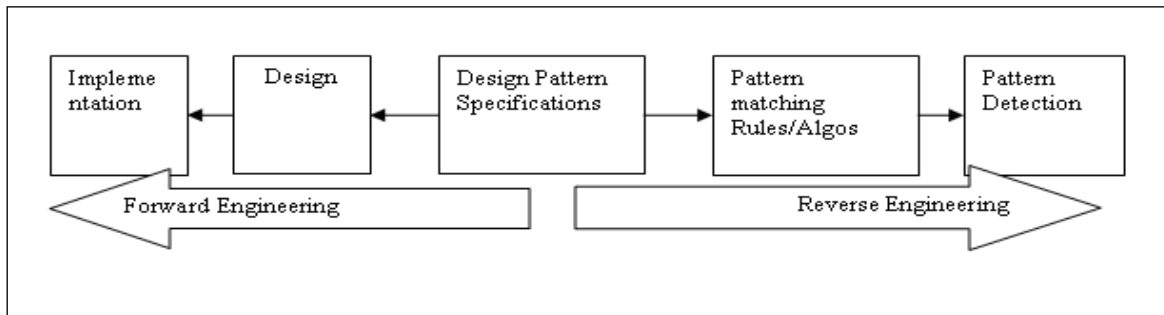 Impleme
ntation
Design
Design Pattern
Specifications
Pattern
matching
Rules/Algos
Pattern
Detection
Forward Engineering
Reverse Engineering